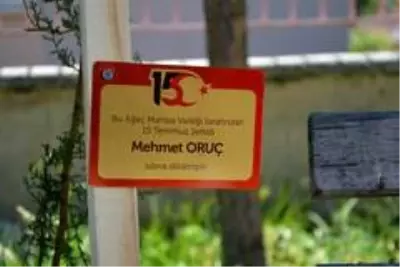 15
Bu Ağaç Manisa Valiliği tarafından
15 Temmuz Şehidi
Mehmet ORUÇ
adına dikilmiştir.